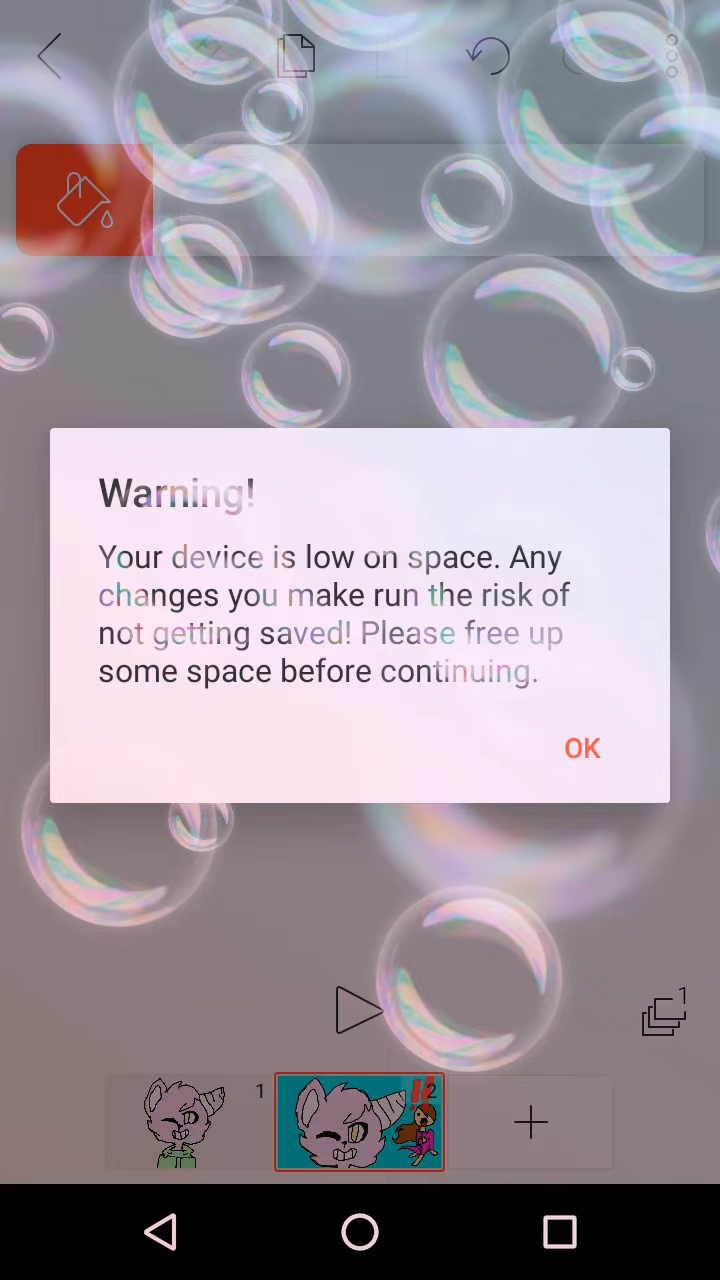 Warning!
Your device is low on space. Any
changes you make run the risk of
not getting saved! Please free up
some space before continuing.
OK
1
1
2
!!